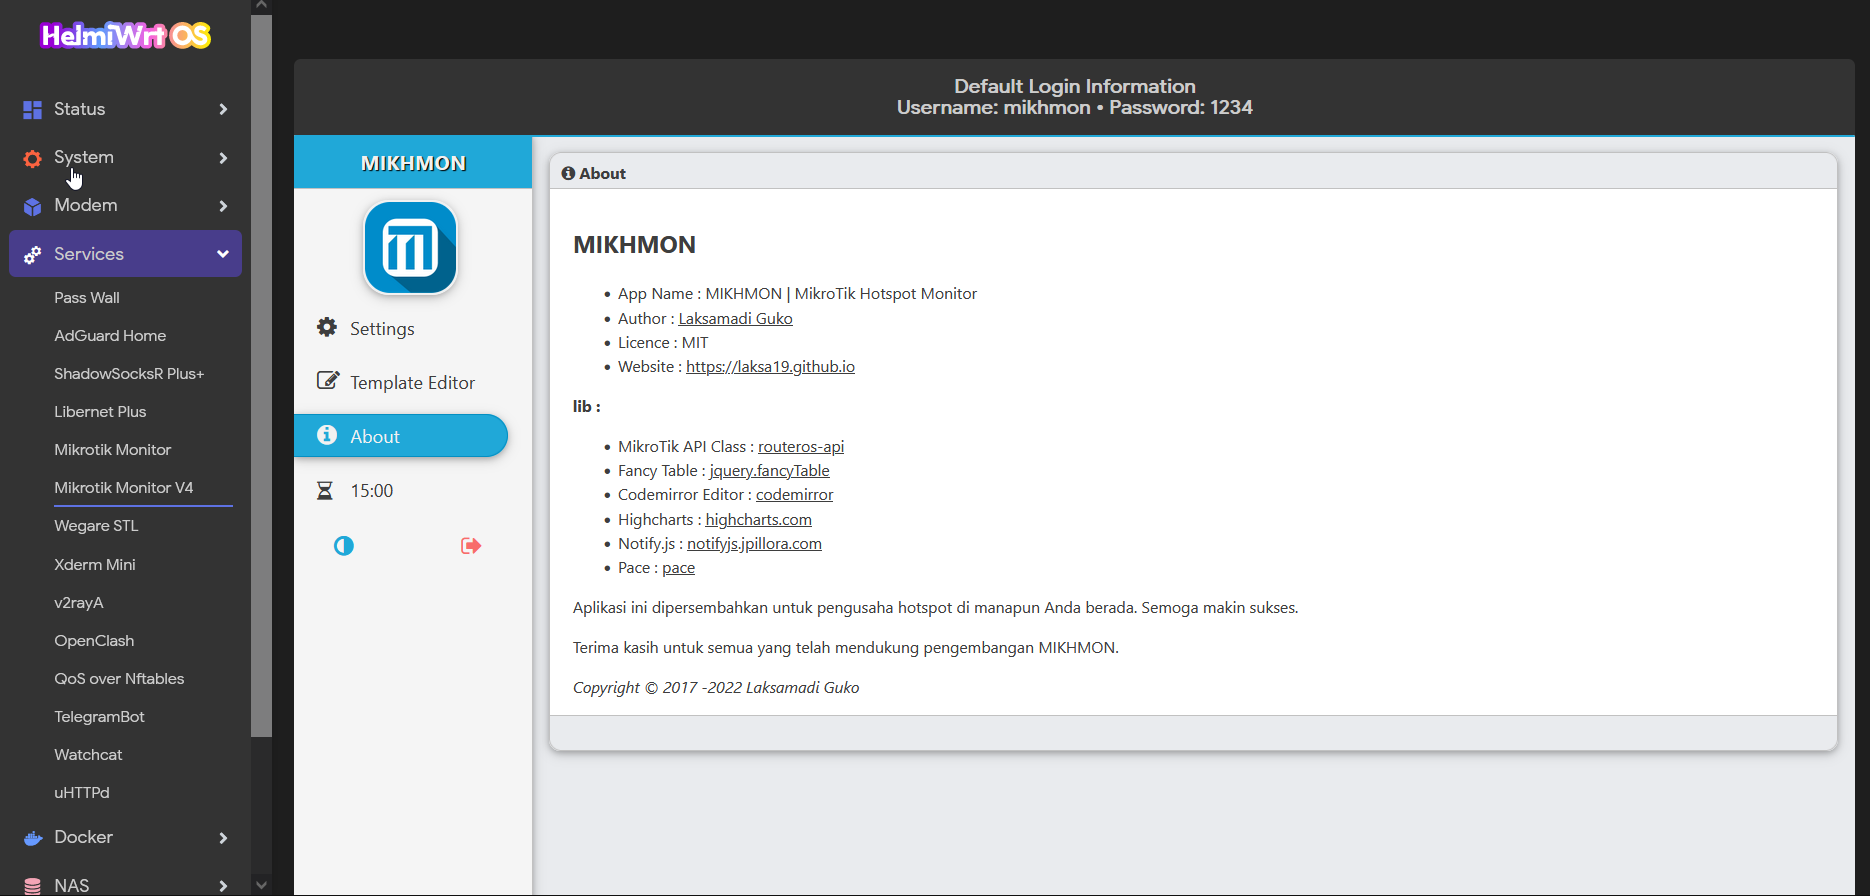 HelmiWrt OS
Status
System
Modem
Services
Pass Wall
AdGuard Home
ShadowSocksR Plus+
Libernet Plus
Mikrotik Monitor
Mikrotik Monitor V4
Wegare STL
Xderm Mini
v2rayA
OpenClash
QoS over Nftables
TelegramBot
Watchcat
uHTTPd
Docker
NAS
Default Login Information
Username: mikhmon • Password: 1234
MIKHMON
Settings
Template Editor
About
15:00
About
MIKHMON
• App Name : MIKHMON | MikroTik Hotspot Monitor
• Author : Laksamadi Guko
• Licence : MIT
• Website : https://laksa19.github.io
lib :
• MikroTik API Class : routeros-api
• Fancy Table : jquery.fancyTable
• Codemirror Editor : codemirror
• Highcharts : highcharts.com
• Notify.js : notifyjs.jpillora.com
• Pace : pace
Aplikasi ini dipersembahkan untuk pengusaha hotspot di manapun Anda berada. Semoga makin sukses.
Terima kasih untuk semua yang telah mendukung pengembangan MIKHMON.
Copyright © 2017 -2022 Laksamadi Guko